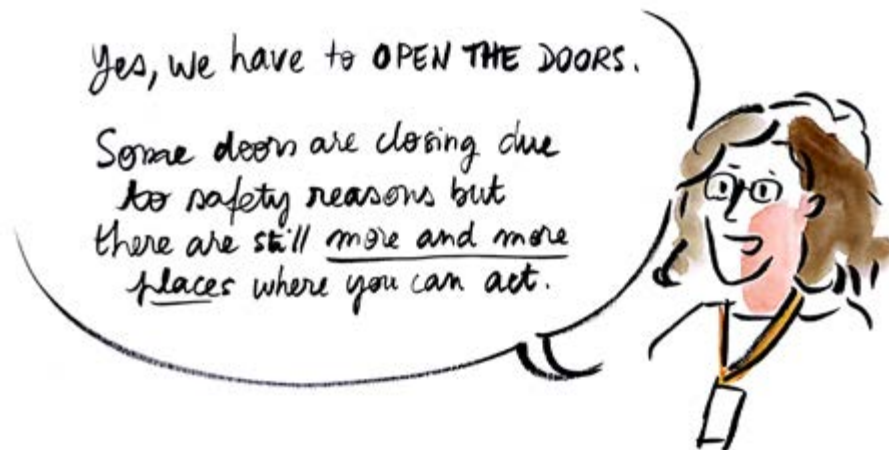 Yes, we have to OPEN THE DOORS.
Some doors are closing due
to safety reasons but
there are still more and more
places where you can act.